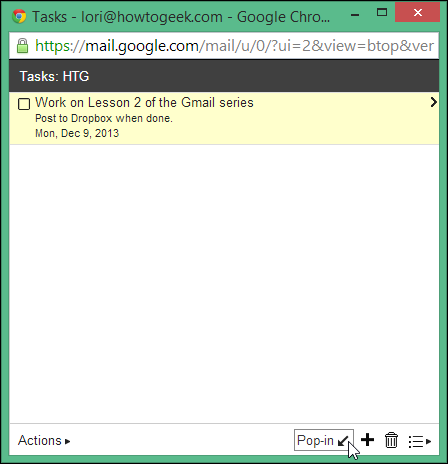 Tasks - lori@howtogeek.com - Google Chro...
https://mail.google.com/mail/u/0/?ui=2&view=btop&ver
Tasks: HTG
Work on Lesson 2 of the Gmail series
Post to Dropbox when done.
Mon, Dec 9, 2013
Actions
Pop-in